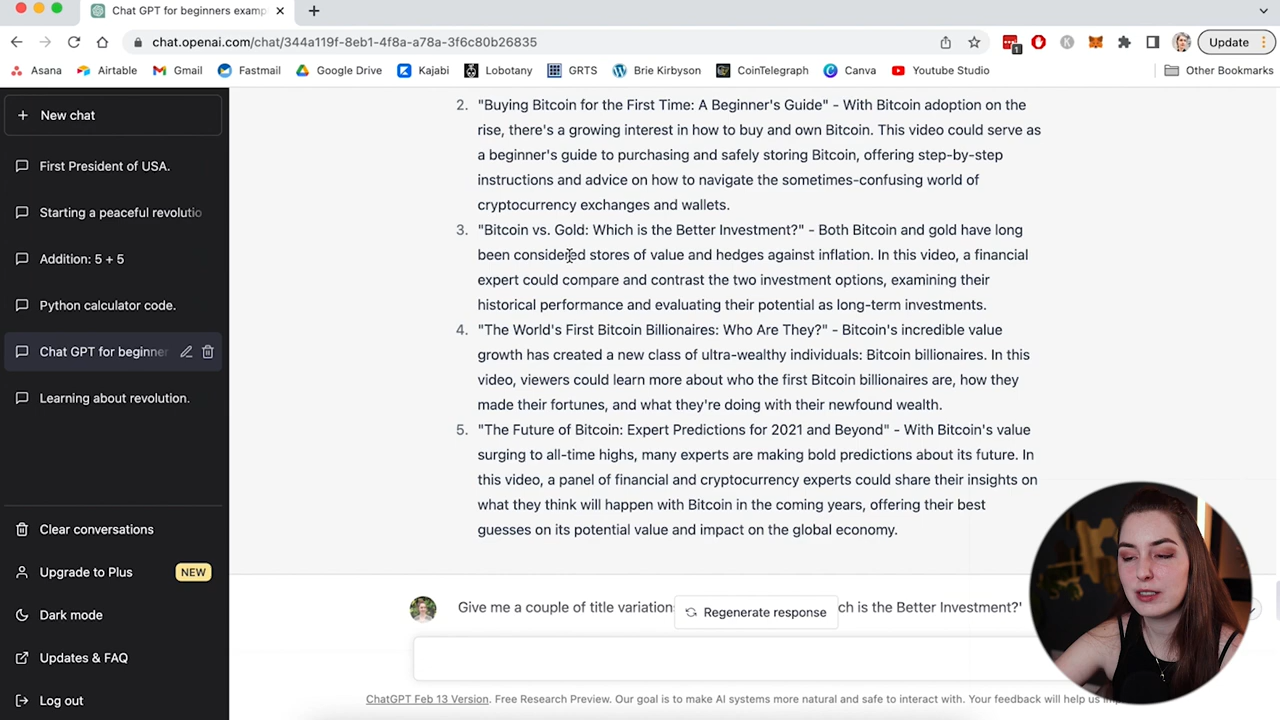 Chat GPT for beginners examp
chat.openai.com/chat/344a119f-8eb1-4f8a-a78a-3f6c80b26835
1
Update
Asana
Airtable
Gmail
Fastmail
Google Drive
Kajabi
Lobotany
GRTS
Brie Kirbyson
CoinTelegraph
Canva
Youtube Studio
Other Bookmarks
New chat
First President of USA.
Starting a peaceful revolutio
Addition: 5 + 5
Python calculator code.
Chat GPT for beginner
Learning about revolution.
Clear conversations
Upgrade to Plus
NEW
Dark mode
Updates & FAQ
Log out
2. "Buying Bitcoin for the First Time: A Beginner's Guide" - With Bitcoin adoption on the
rise, there's a growing interest in how to buy and own Bitcoin. This video could serve as
a beginner's guide to purchasing and safely storing Bitcoin, offering step-by-step
instructions and advice on how to navigate the sometimes-confusing world of
cryptocurrency exchanges and wallets.
3. "Bitcoin vs. Gold: Which is the Better Investment?" - Both Bitcoin and gold have long
been considered stores of value and hedges against inflation. In this video, a financial
expert could compare and contrast the two investment options, examining their
historical performance and evaluating their potential as long-term investments.
4. "The World's First Bitcoin Billionaires: Who Are They?" - Bitcoin's incredible value
growth has created a new class of ultra-wealthy individuals: Bitcoin billionaires. In this
video, viewers could learn more about who the first Bitcoin billionaires are, how they
made their fortunes, and what they're doing with their newfound wealth.
5. "The Future of Bitcoin: Expert Predictions for 2021 and Beyond" - With Bitcoin's value
surging to all-time highs, many experts are making bold predictions about its future. In
this video, a panel of financial and cryptocurrency experts could share their insights on
what they think will happen with Bitcoin in the coming years, offering their best
guesses on its potential value and impact on the global economy.
Give me a couple of title variation
Regenerate response
ch is the Better Investment?'
ChatGPT Feb 13 Version. Free Research Preview. Our goal is to make AI systems more natural and safe to interact with. Your feedback will help us